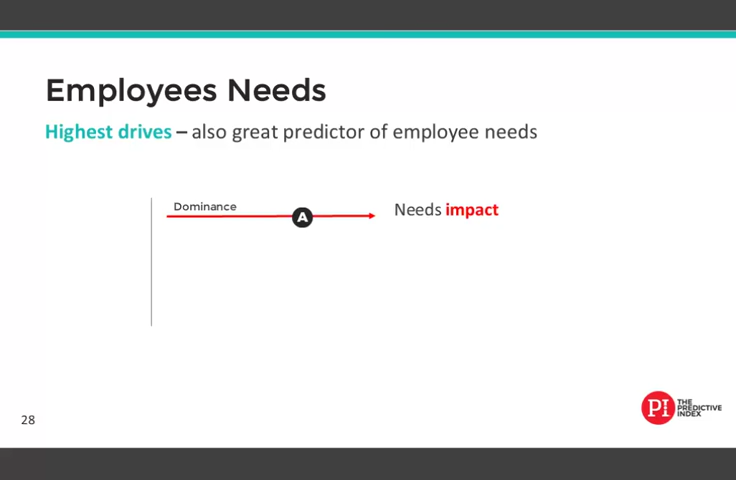 Employees Needs
Highest drives – also great predictor of employee needs
Dominance
A
Needs impact
28
PI
THE
PREDICTIVE
INDEX